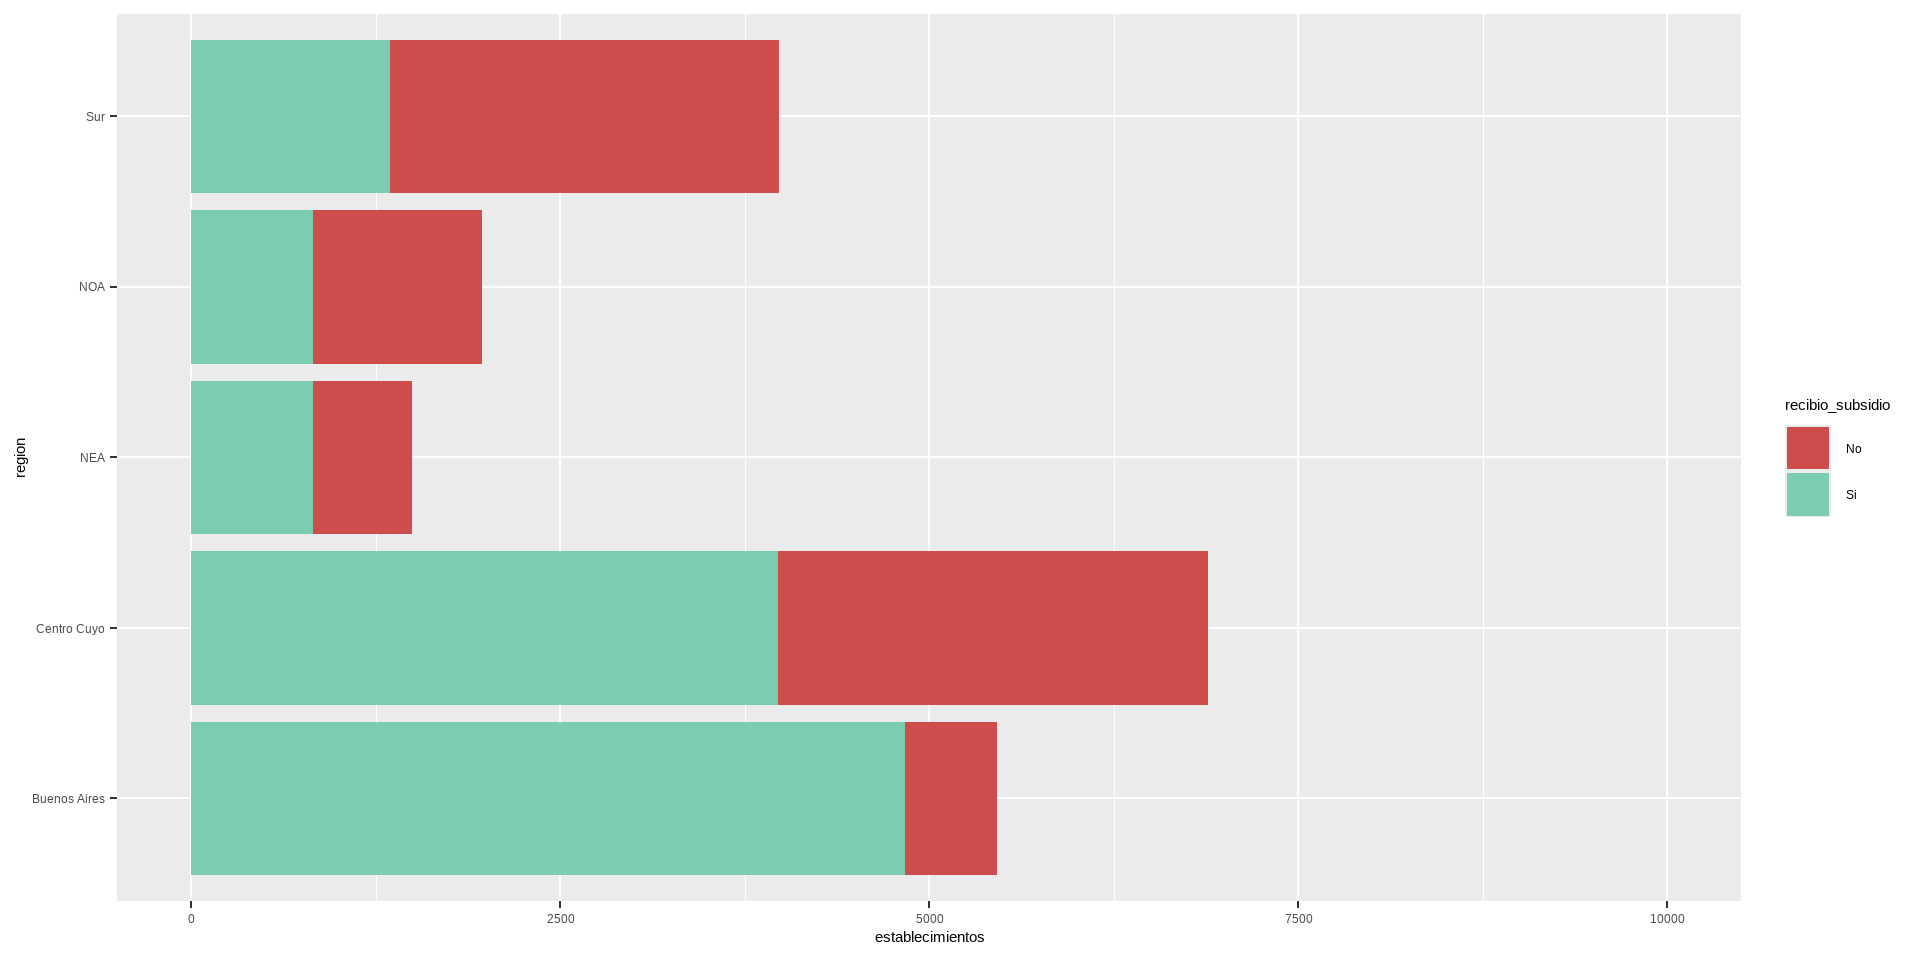 region
Sur
NOA
NEA
Centro Cuyo
Buenos Aires
0 2500 5000 7500 10000
establecimientos
recibio_subsidio
No
Si